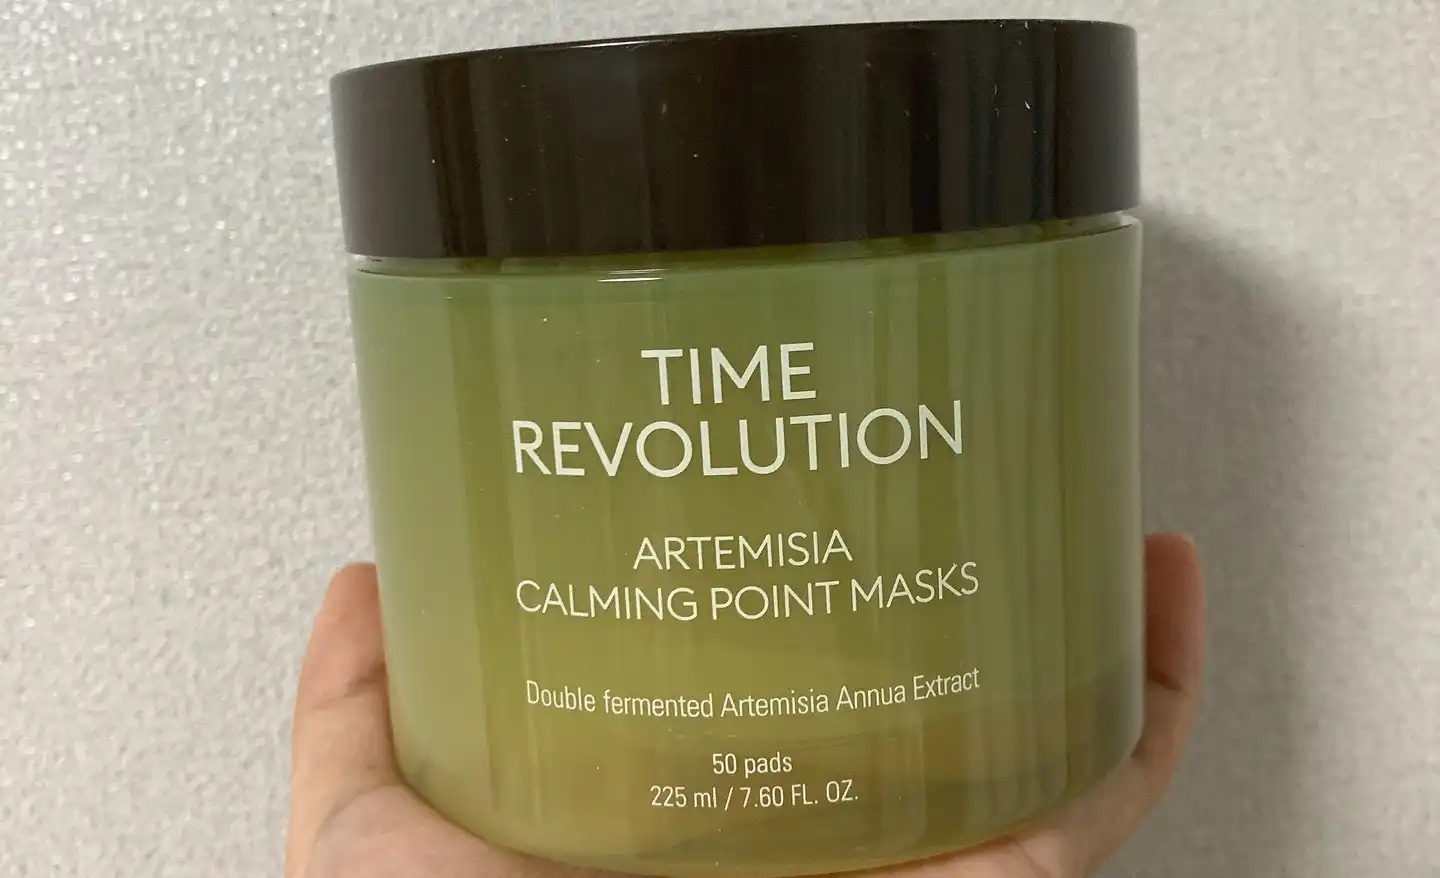 TIME
REVOLUTION
ARTEMISIA
CALMING POINT MASKS
Double fermented Artemisia Annua Extract
50 pads
225 ml / 7.60 FL. OZ.